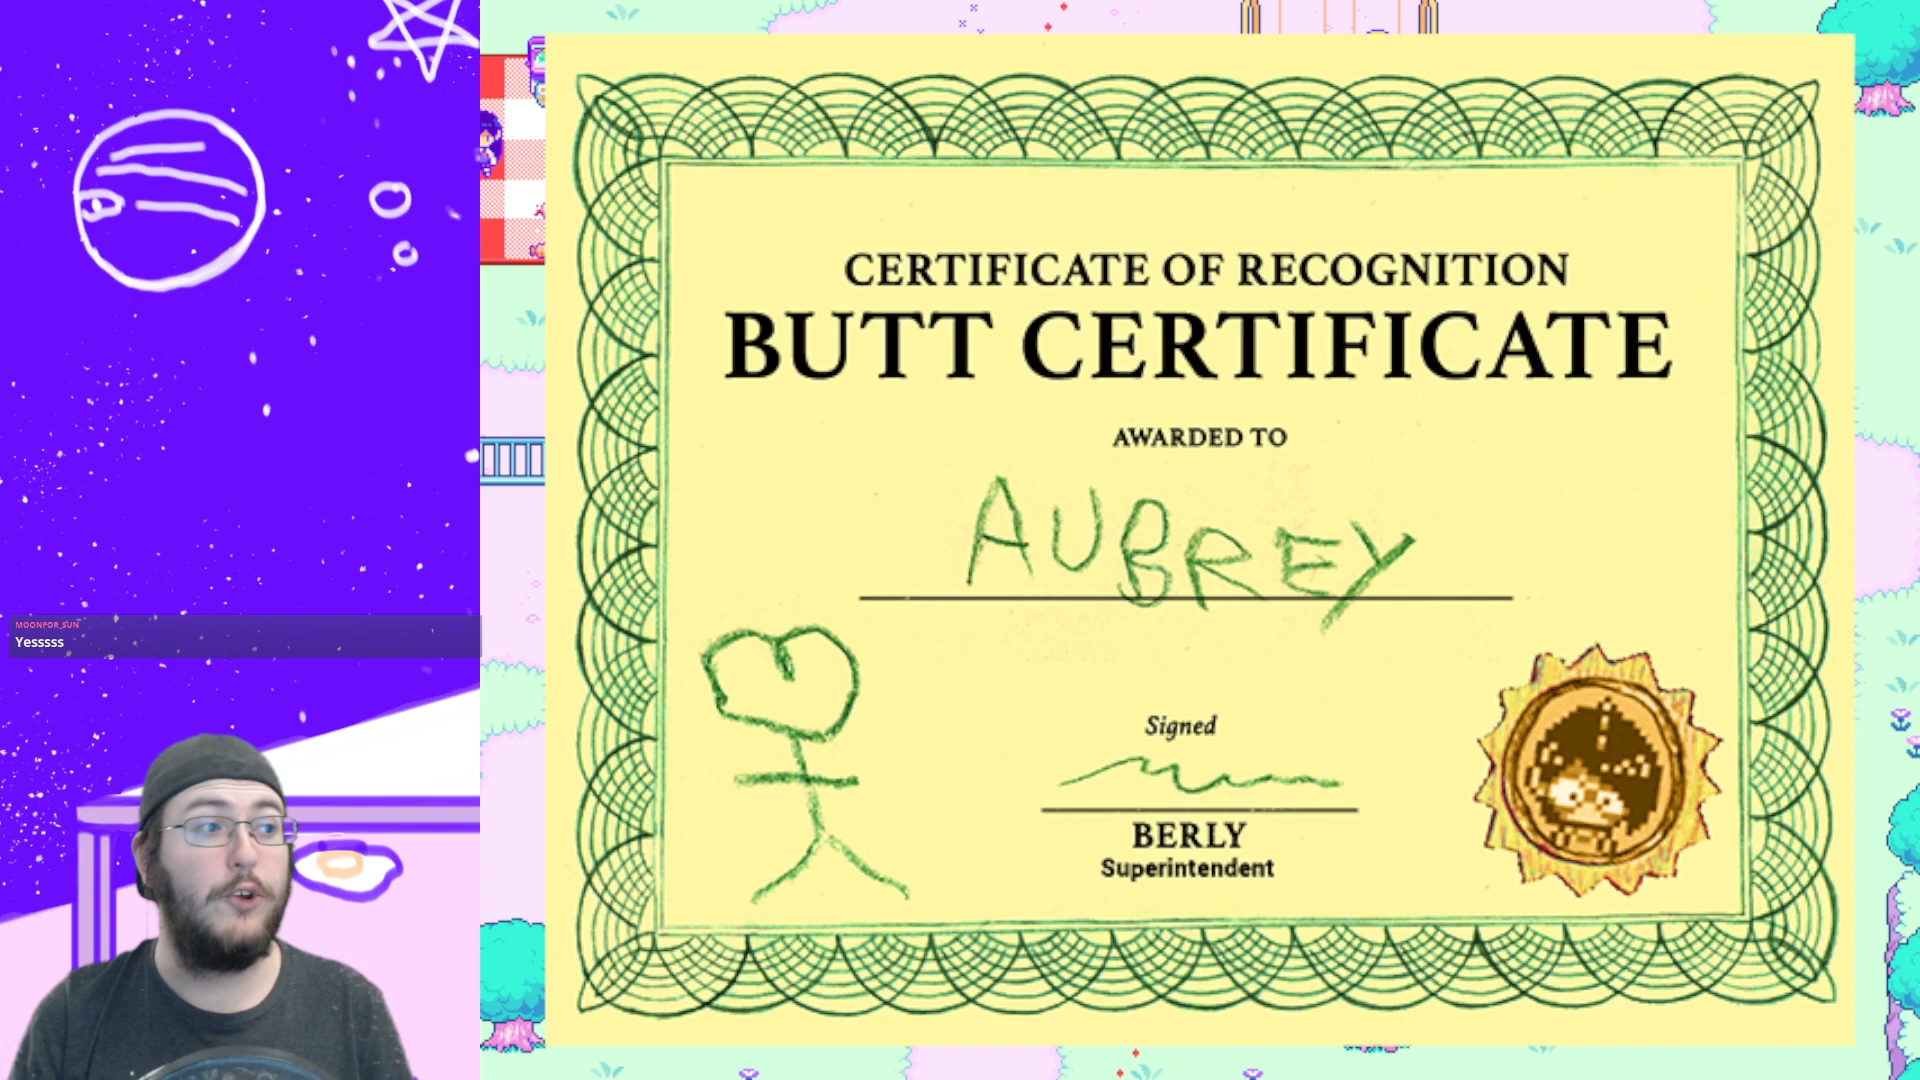 MOONFOR_SUN
Yesssss
CERTIFICATE OF RECOGNITION
BUTT CERTIFICATE
AWARDED TO
AUBREY
Signed
BERLY
Superintendent